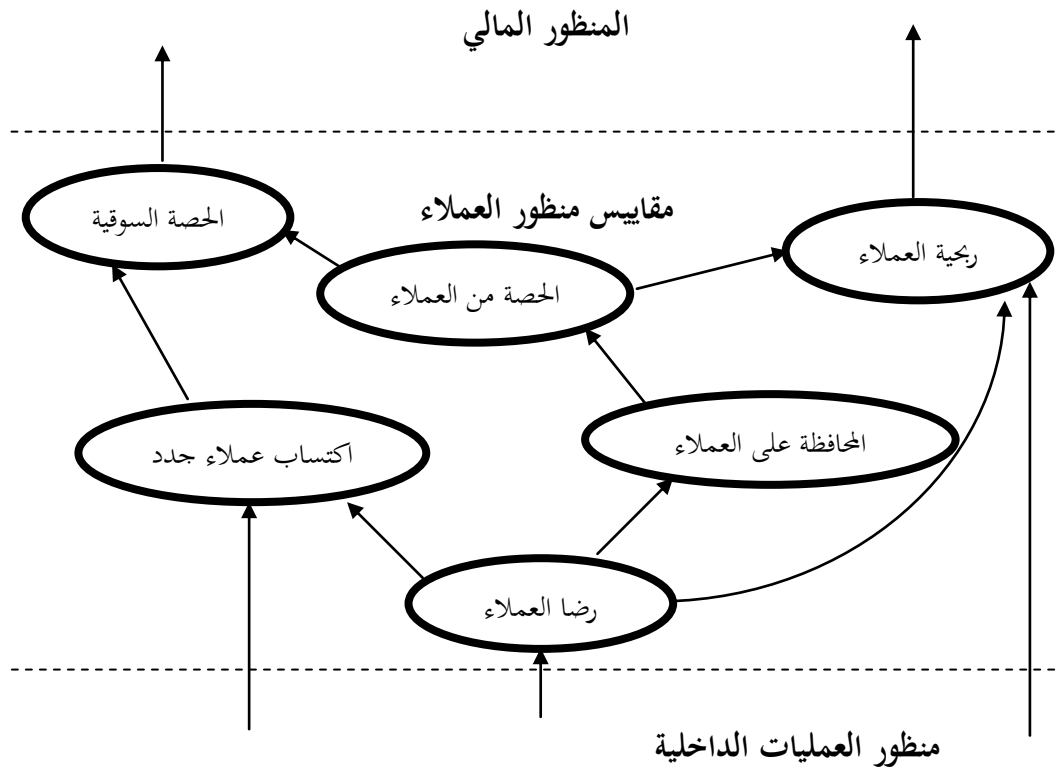 المنظور المالي
مقاييس منظور العملاء
الحصة السوقية
ربحية العملاء
الحصة من العملاء
المحافظة على العملاء
اكتساب عملاء جدد
رضا العملاء
منظور العمليات الداخلية